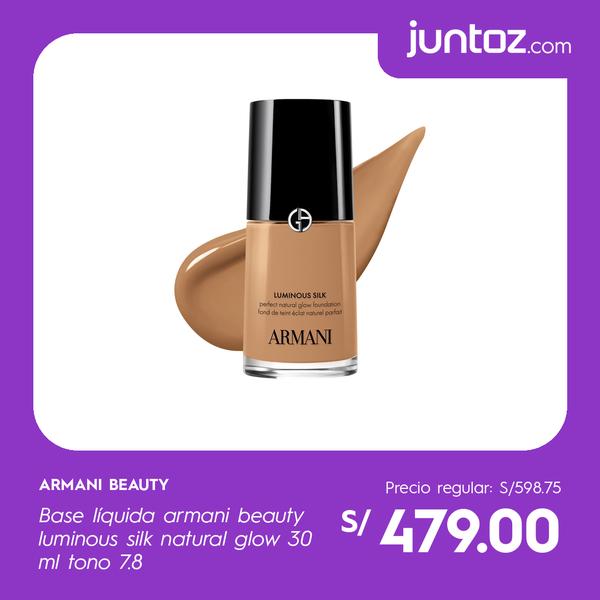 juntoz.com
LUMINOUS SILK
perfect natural glow foundation
fond de teint éclat naturel parfait
ARMANI
ARMANI BEAUTY
Base líquida armani beauty
luminous silk natural glow 30
ml tono 7.8
Precio regular: S/598.75
S/ 479.00